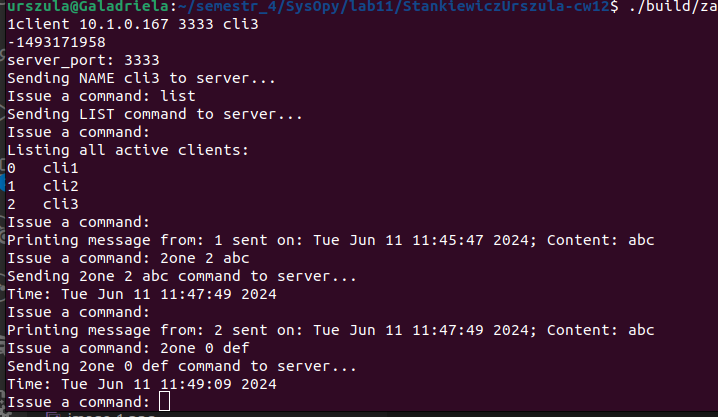 urszula@Galadriela:~/semestr_4/SysOpy/lab11/StankiewiczUrszula-cw12$ ./build/za
1client 10.1.0.167 3333 cli3
-1493171958
server_port: 3333
Sending NAME cli3 to server...
Issue a command: list
Sending LIST command to server...
Issue a command:
Listing all active clients:
0   cli1
1   cli2
2   cli3
Issue a command:
Printing message from: 1 sent on: Tue Jun 11 11:45:47 2024; Content: abc
Issue a command: 2one 2 abc
Sending 2one 2 abc command to server...
Time: Tue Jun 11 11:47:49 2024
Issue a command:
Printing message from: 2 sent on: Tue Jun 11 11:47:49 2024; Content: abc
Issue a command: 2one 0 def
Sending 2one 0 def command to server...
Time: Tue Jun 11 11:49:09 2024
Issue a command: